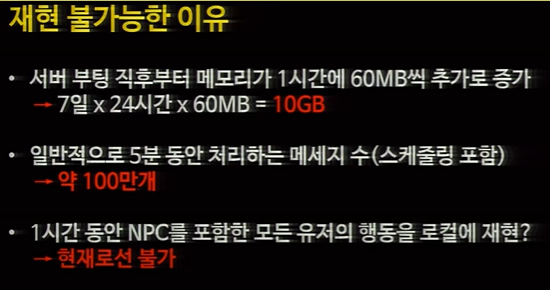 재현 불가능한 이유
• 서버 부팅 직후부터 메모리가 1시간에 60MB씩 추가로 증가
→ 7일 x 24시간 x 60MB = 10GB
• 일반적으로 5분 동안 처리하는 메세지 수(스케줄링 포함)
→ 약 100만개
• 1시간 동안 NPC를 포함한 모든 유저의 행동을 로컬에 재현?
→ 현재로선 불가